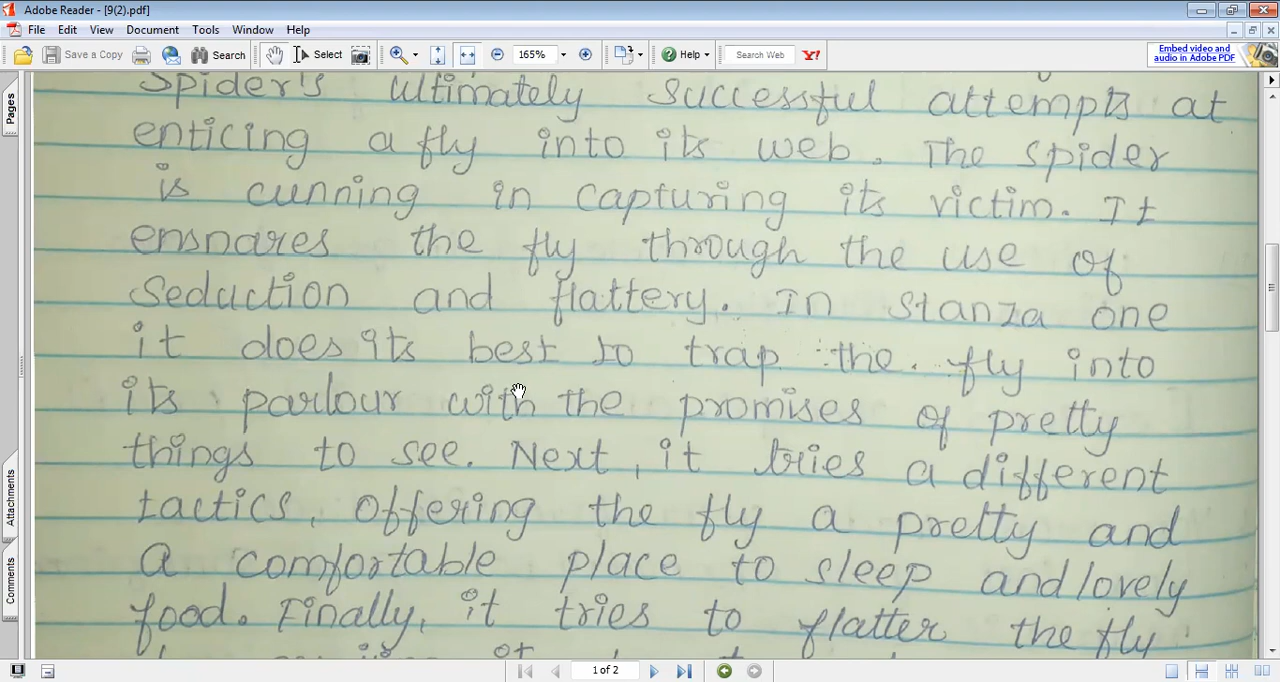 Adobe Reader - [9(2).pdf]
File Edit View Document Tools Window Help
Save a Copy Search Select 165% Help Search Web Y! Embed video and
audio in Adobe PDF
Pages
Attachments
Comments
Spider's ultimately successful attempts at
enticing a fly into its web. The spider
is cunning in capturing its victim. It
ensnares the fly through the use of
seduction and flattery. In stanza one
it does its best to trap the fly into
its parlour with the promises of pretty
things to see. Next, it tries a different
tactics, offering the fly a pretty and
a comfortable place to sleep and lovely
food. Finally, it tries to flatter the fly
1 of 2